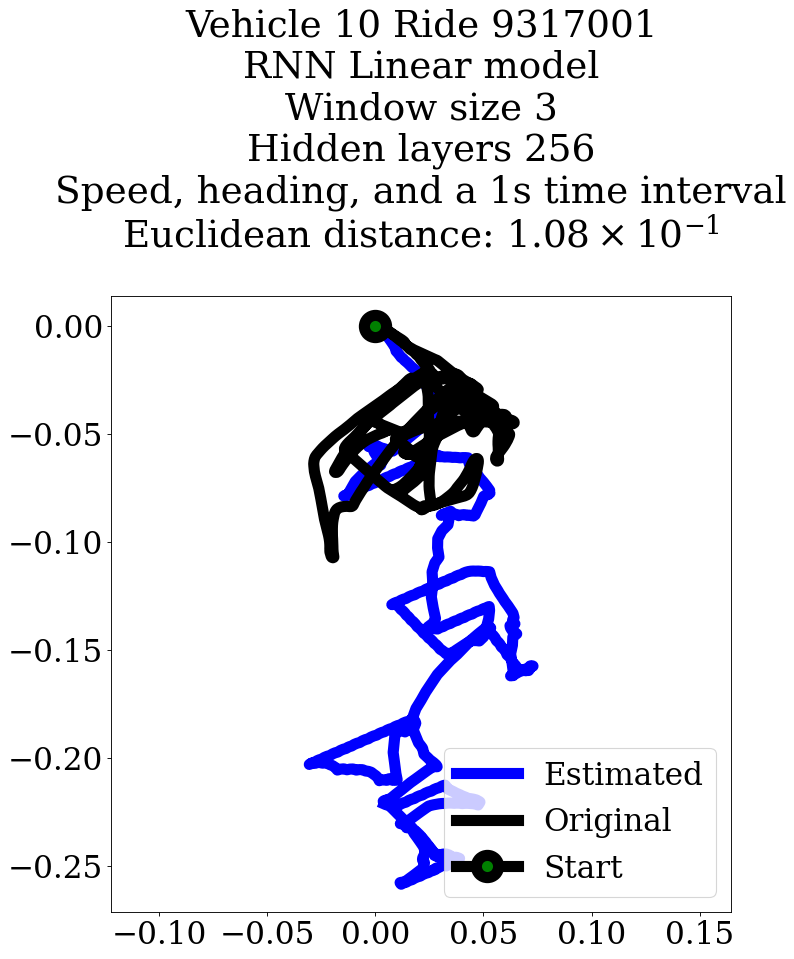 Vehicle 10 Ride 9317001
RNN Linear model
Window size 3
Hidden layers 256
Speed, heading, and a 1s time interval
Euclidean distance: 1.08 × 10⁻¹
0.00
−0.05
−0.10
−0.15
−0.20
−0.25
Estimated
Original
Start
−0.10 −0.05 0.00 0.05 0.10 0.15